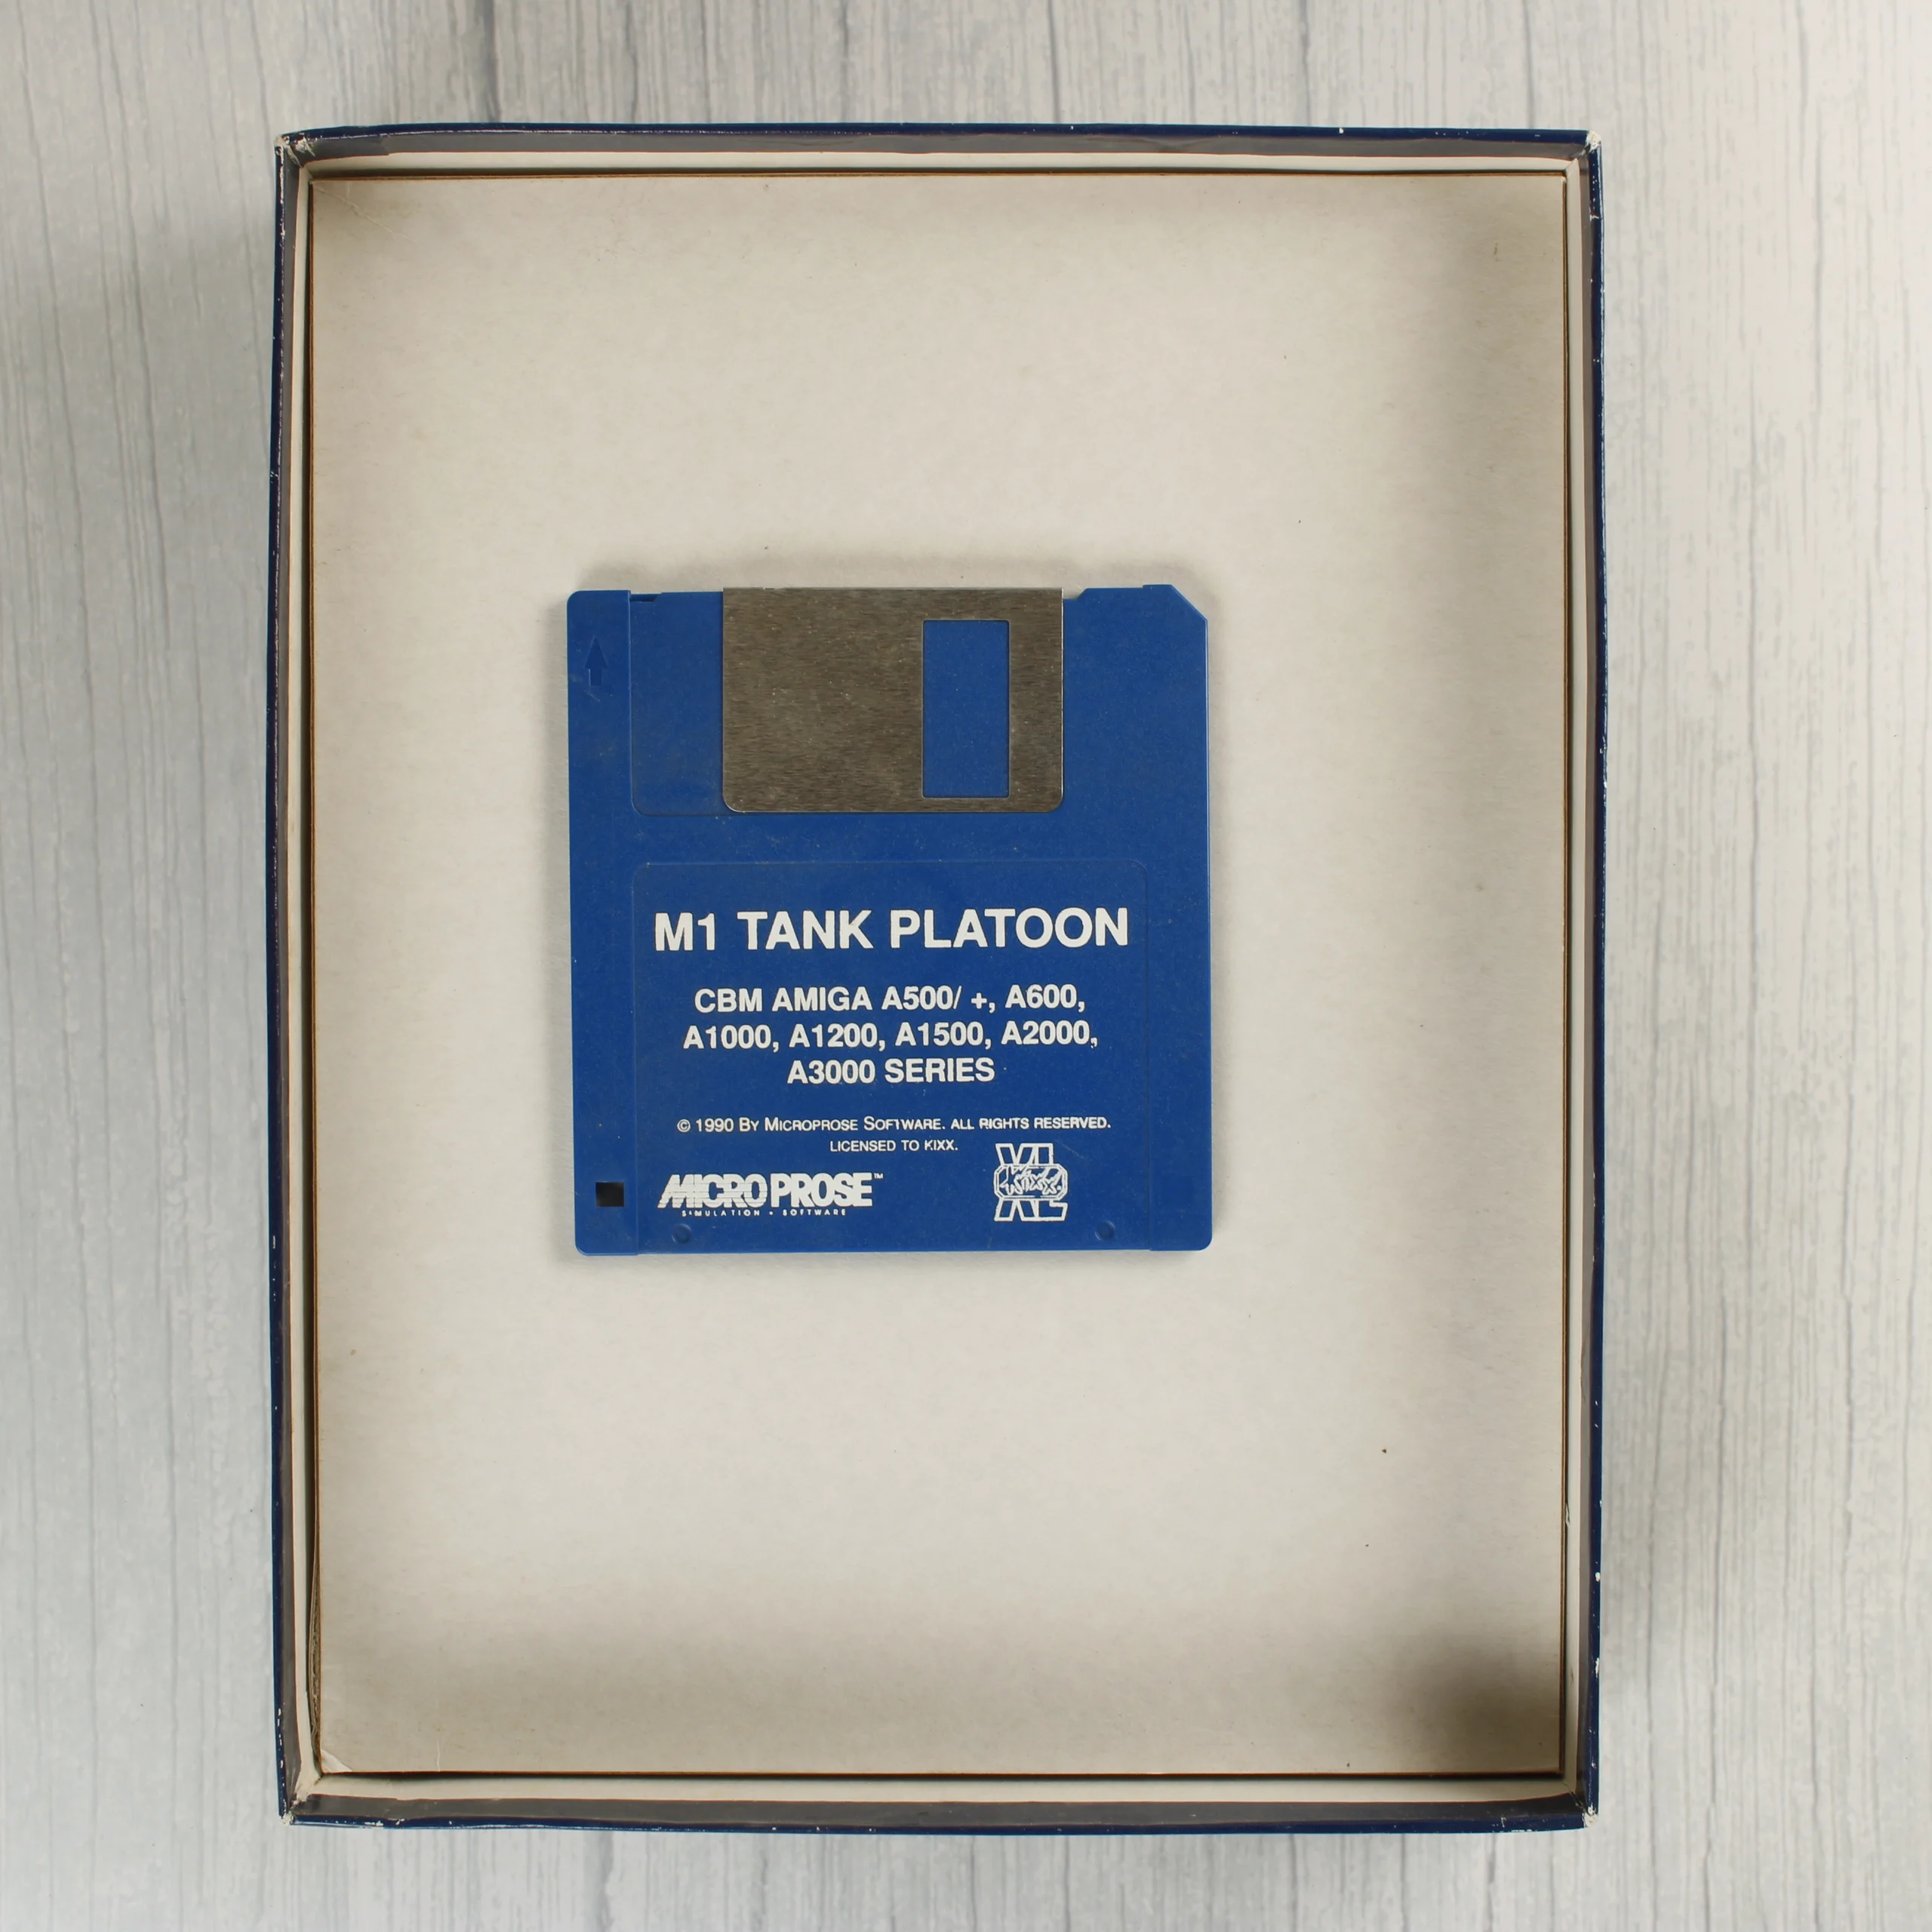 M1 TANK PLATOON
CBM AMIGA A500/ +, A600,
A1000, A1200, A1500, A2000,
A3000 SERIES
© 1990 BY MICROPROSE SOFTWARE. ALL RIGHTS RESERVED.
LICENSED TO KIXX.
MICROPROSE™
SIMULATION • SOFTWARE
KIXX
XL